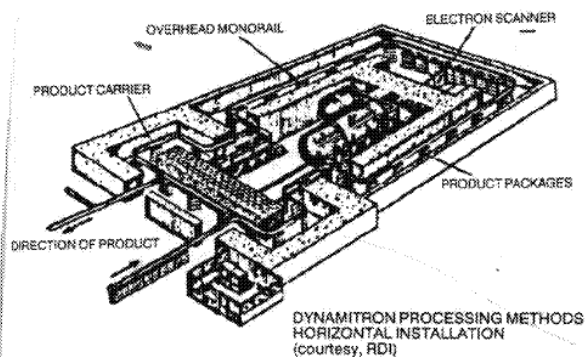 ELECTRON SCANNER
OVERHEAD MONORAIL
PRODUCT CARRIER
PRODUCT PACKAGES
DIRECTION OF PRODUCT
DYNAMITRON PROCESSING METHODS
HORIZONTAL INSTALLATION
(courtesy, RDI)